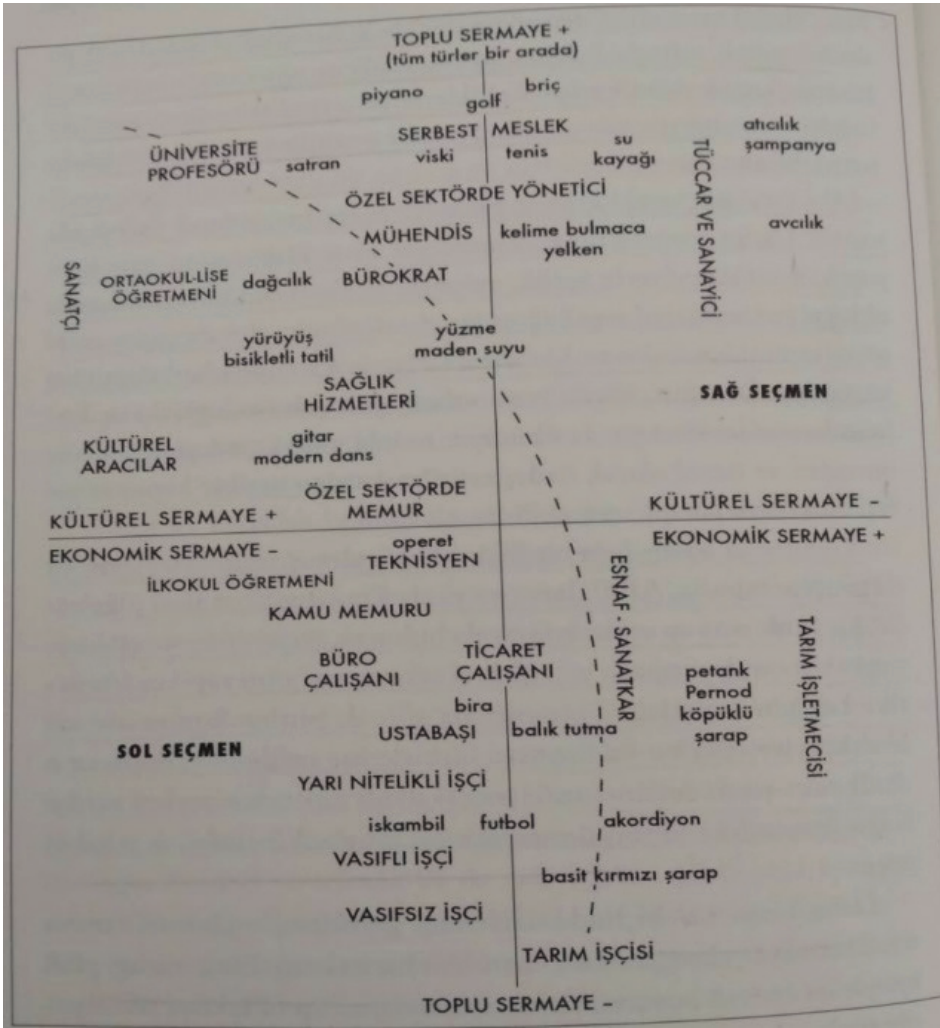 TOPLU SERMAYE +
(tüm türler bir arada)
piyano
golf
briç
SERBEST MESLEK
viski
tenis
su
kayağı
atıcılık
şampanya
ÜNİVERSİTE
PROFESÖRÜ
satran
ÖZEL SEKTÖRDE YÖNETİCİ
TÜCCAR VE SANAYİCİ
MÜHENDİS
kelime bulmaca
yelken
avcılık
SANATÇI
ORTAOKUL-LİSE
ÖĞRETMENİ
dağcılık
BÜROKRAT
yürüyüş
bisikletli tatil
yüzme
maden suyu
SAĞLIK
HİZMETLERİ
SAĞ SEÇMEN
KÜLTÜREL
ARACILAR
gitar
modern dans
ÖZEL SEKTÖRDE
MEMUR
KÜLTÜREL SERMAYE +
KÜLTÜREL SERMAYE –
EKONOMİK SERMAYE –
EKONOMİK SERMAYE +
operet
TEKNİSYEN
İLKOKUL ÖĞRETMENİ
KAMU MEMURU
ESNAF - SANATKAR
TARIM İŞLETMECİSİ
BÜRO
ÇALIŞANI
TİCARET
ÇALIŞANI
petank
Pernod
köpüklü
şarap
bira
USTABAŞI
balık tutma
SOL SEÇMEN
YARI NİTELİKLİ İŞÇİ
iskambil
futbol
akordiyon
VASIFLI İŞÇİ
basit kırmızı şarap
VASIFSIZ İŞÇİ
TARIM İŞÇİSİ
TOPLU SERMAYE –